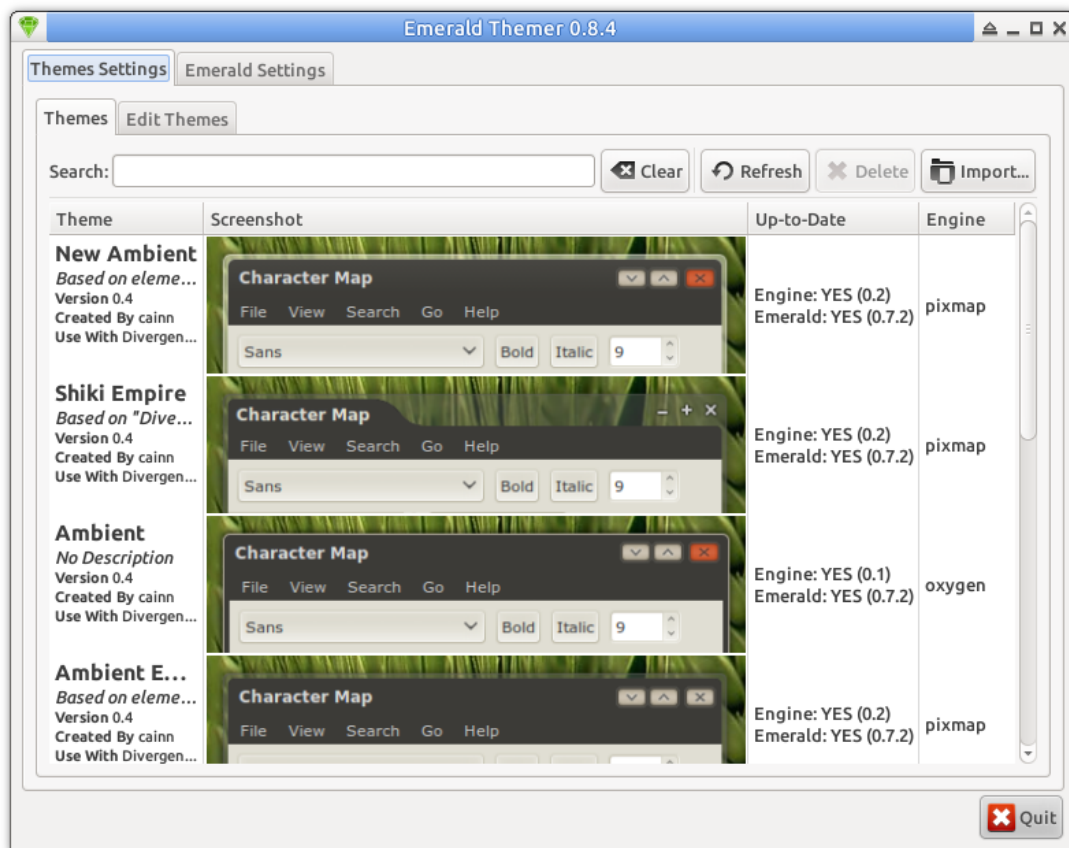 Emerald Themer 0.8.4
Themes Settings
Emerald Settings
Themes
Edit Themes
Search:
Clear
Refresh
Delete
Import...
Theme
Screenshot
Up-to-Date
Engine
New Ambient
Based on eleme...
Version 0.4
Created By cainn
Use With Divergen...
Character Map
File View Search Go Help
Sans
Bold
Italic
9
Engine: YES (0.2)
Emerald: YES (0.7.2)
pixmap
Shiki Empire
Based on "Dive...
Version 0.4
Created By cainn
Use With Divergen...
Character Map
File View Search Go Help
Sans
Bold
Italic
9
Engine: YES (0.2)
Emerald: YES (0.7.2)
pixmap
Ambient
No Description
Version 0.4
Created By cainn
Use With Divergen...
Character Map
File View Search Go Help
Sans
Bold
Italic
9
Engine: YES (0.1)
Emerald: YES (0.7.2)
oxygen
Ambient E...
Based on eleme...
Version 0.4
Created By cainn
Use With Divergen...
Character Map
File View Search Go Help
Engine: YES (0.2)
Emerald: YES (0.7.2)
pixmap
Quit